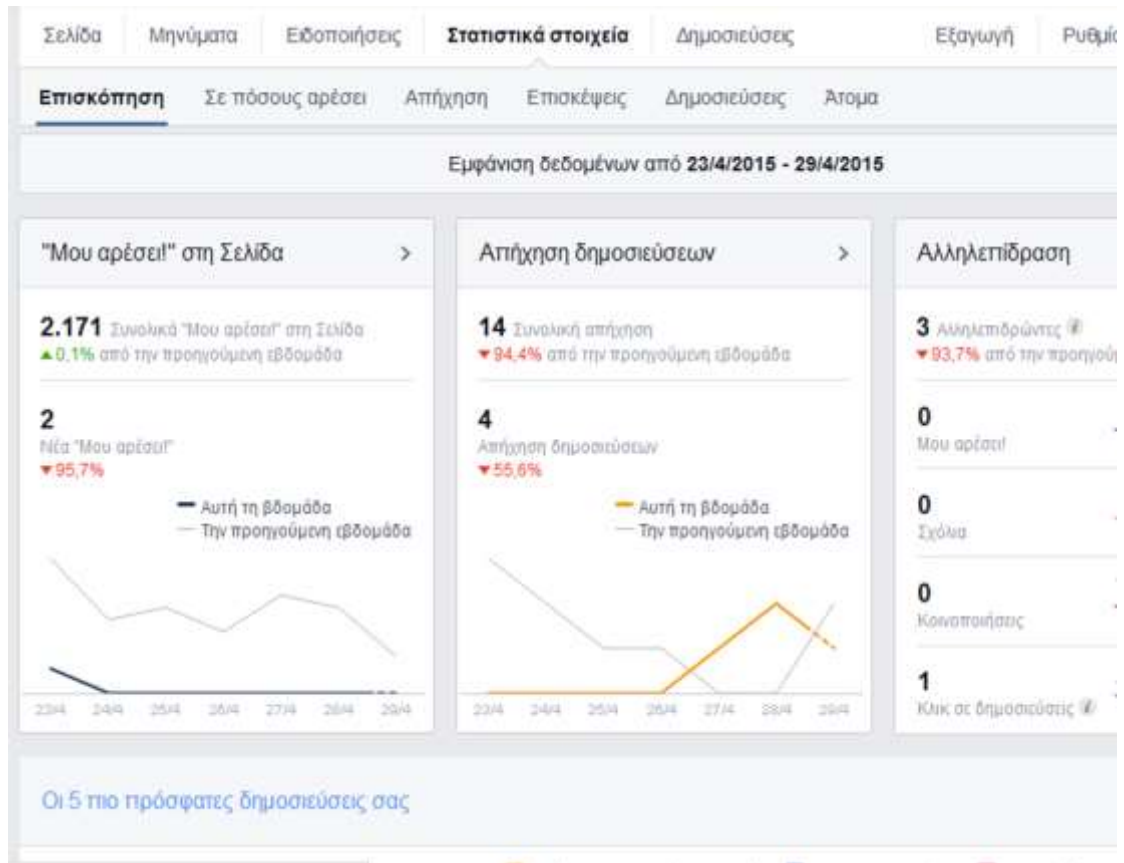 Σελίδα Μηνύματα Ειδοποιήσεις Στατιστικά στοιχεία Δημοσιεύσεις Εξαγωγή Ρυθμίσ
Επισκόπηση Σε πόσους αρέσει Απήχηση Επισκέψεις Δημοσιεύσεις Άτομα
Εμφάνιση δεδομένων από 23/4/2015 - 29/4/2015
"Μου αρέσει!" στη Σελίδα >
2.171 Συνολικά "Μου αρέσει!" στη Σελίδα
▲0,1% από την προηγούμενη εβδομάδα
2
Νέα "Μου αρέσει!"
▼95,7%
Αυτή τη βδομάδα
Την προηγούμενη εβδομάδα
23/4 24/4 25/4 26/4 27/4 28/4 29/4
Απήχηση δημοσιεύσεων >
14 Συνολική απήχηση
▼94,4% από την προηγούμενη εβδομάδα
4
Απήχηση δημοσιεύσεων
▼55,6%
Αυτή τη βδομάδα
Την προηγούμενη εβδομάδα
23/4 24/4 25/4 26/4 27/4 28/4 29/4
Αλληλεπίδραση
3 Αλληλεπιδρώντες
▼93,7% από την προηγού
0
Μου αρέσει!
0
Σχόλια
0
Κοινοποιήσεις
1
Κλικ σε δημοσιεύσεις
Οι 5 πιο πρόσφατες δημοσιεύσεις σας